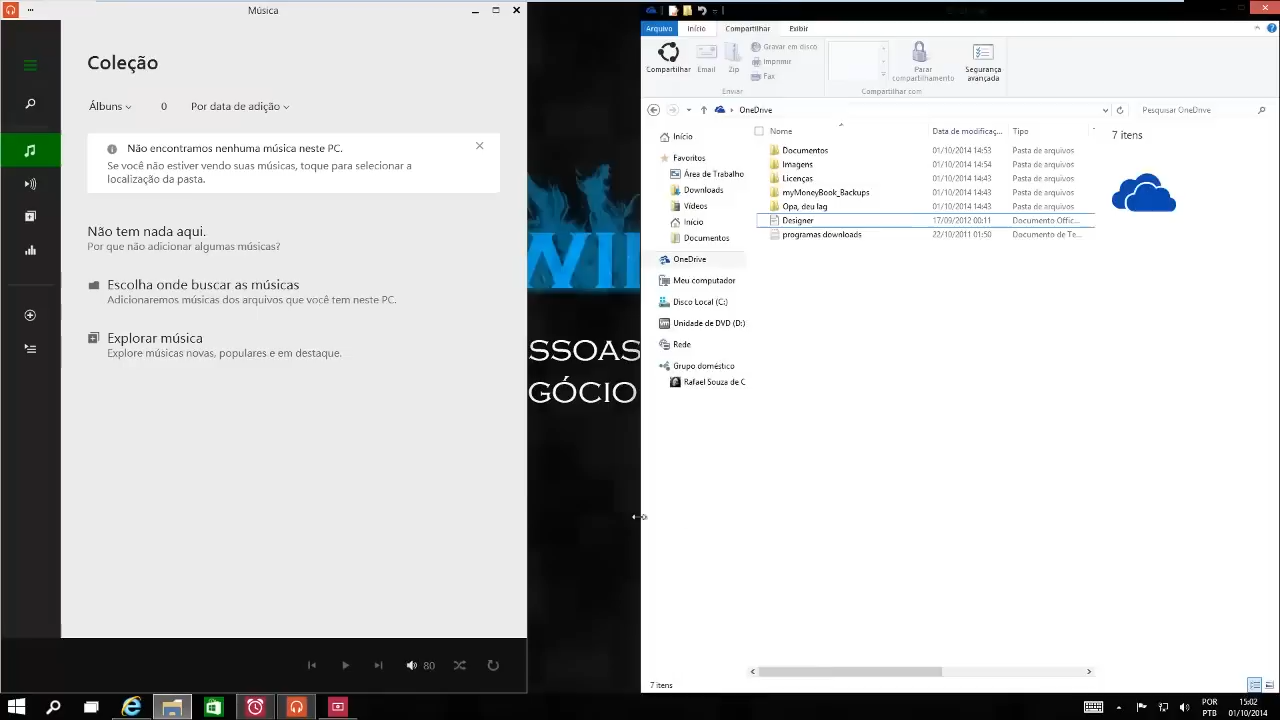 Música
Coleção
Álbuns
0
Por data de adição
Não encontramos nenhuma música neste PC.
Se você não estiver vendo suas músicas, toque para selecionar a
localização da pasta.
Não tem nada aqui.
Por que não adicionar algumas músicas?
Escolha onde buscar as músicas
Adicionaremos músicas dos arquivos que você tem neste PC.
Explorar música
Explore músicas novas, populares e em destaque.
80
WI
SSOAS
GÓCIO
Arquivo
Início
Compartilhar
Exibir
Compartilhar
Email
Zip
Gravar em disco
Imprimir
Fax
Enviar
Parar
compartilhamento
Segurança
avançada
Compartilhar com
OneDrive
Pesquisar OneDrive
Início
Favoritos
Área de Trabalho
Downloads
Vídeos
Início
Documentos
OneDrive
Meu computador
Disco Local (C:)
Unidade de DVD (D:)
Rede
Grupo doméstico
Rafael Souza de C
Nome Data de modificaç... Tipo
Documentos 01/10/2014 14:53 Pasta de arquivos
Imagens 01/10/2014 14:54 Pasta de arquivos
Licenças 01/10/2014 14:43 Pasta de arquivos
myMoneyBook_Backups 01/10/2014 14:43 Pasta de arquivos
Opa, deu lag 01/10/2014 14:43 Pasta de arquivos
Designer 17/09/2012 00:11 Documento Offic...
programas downloads 22/10/2011 01:50 Documento de Te...
7 itens
7 itens
POR
PTB
15:02
01/10/2014